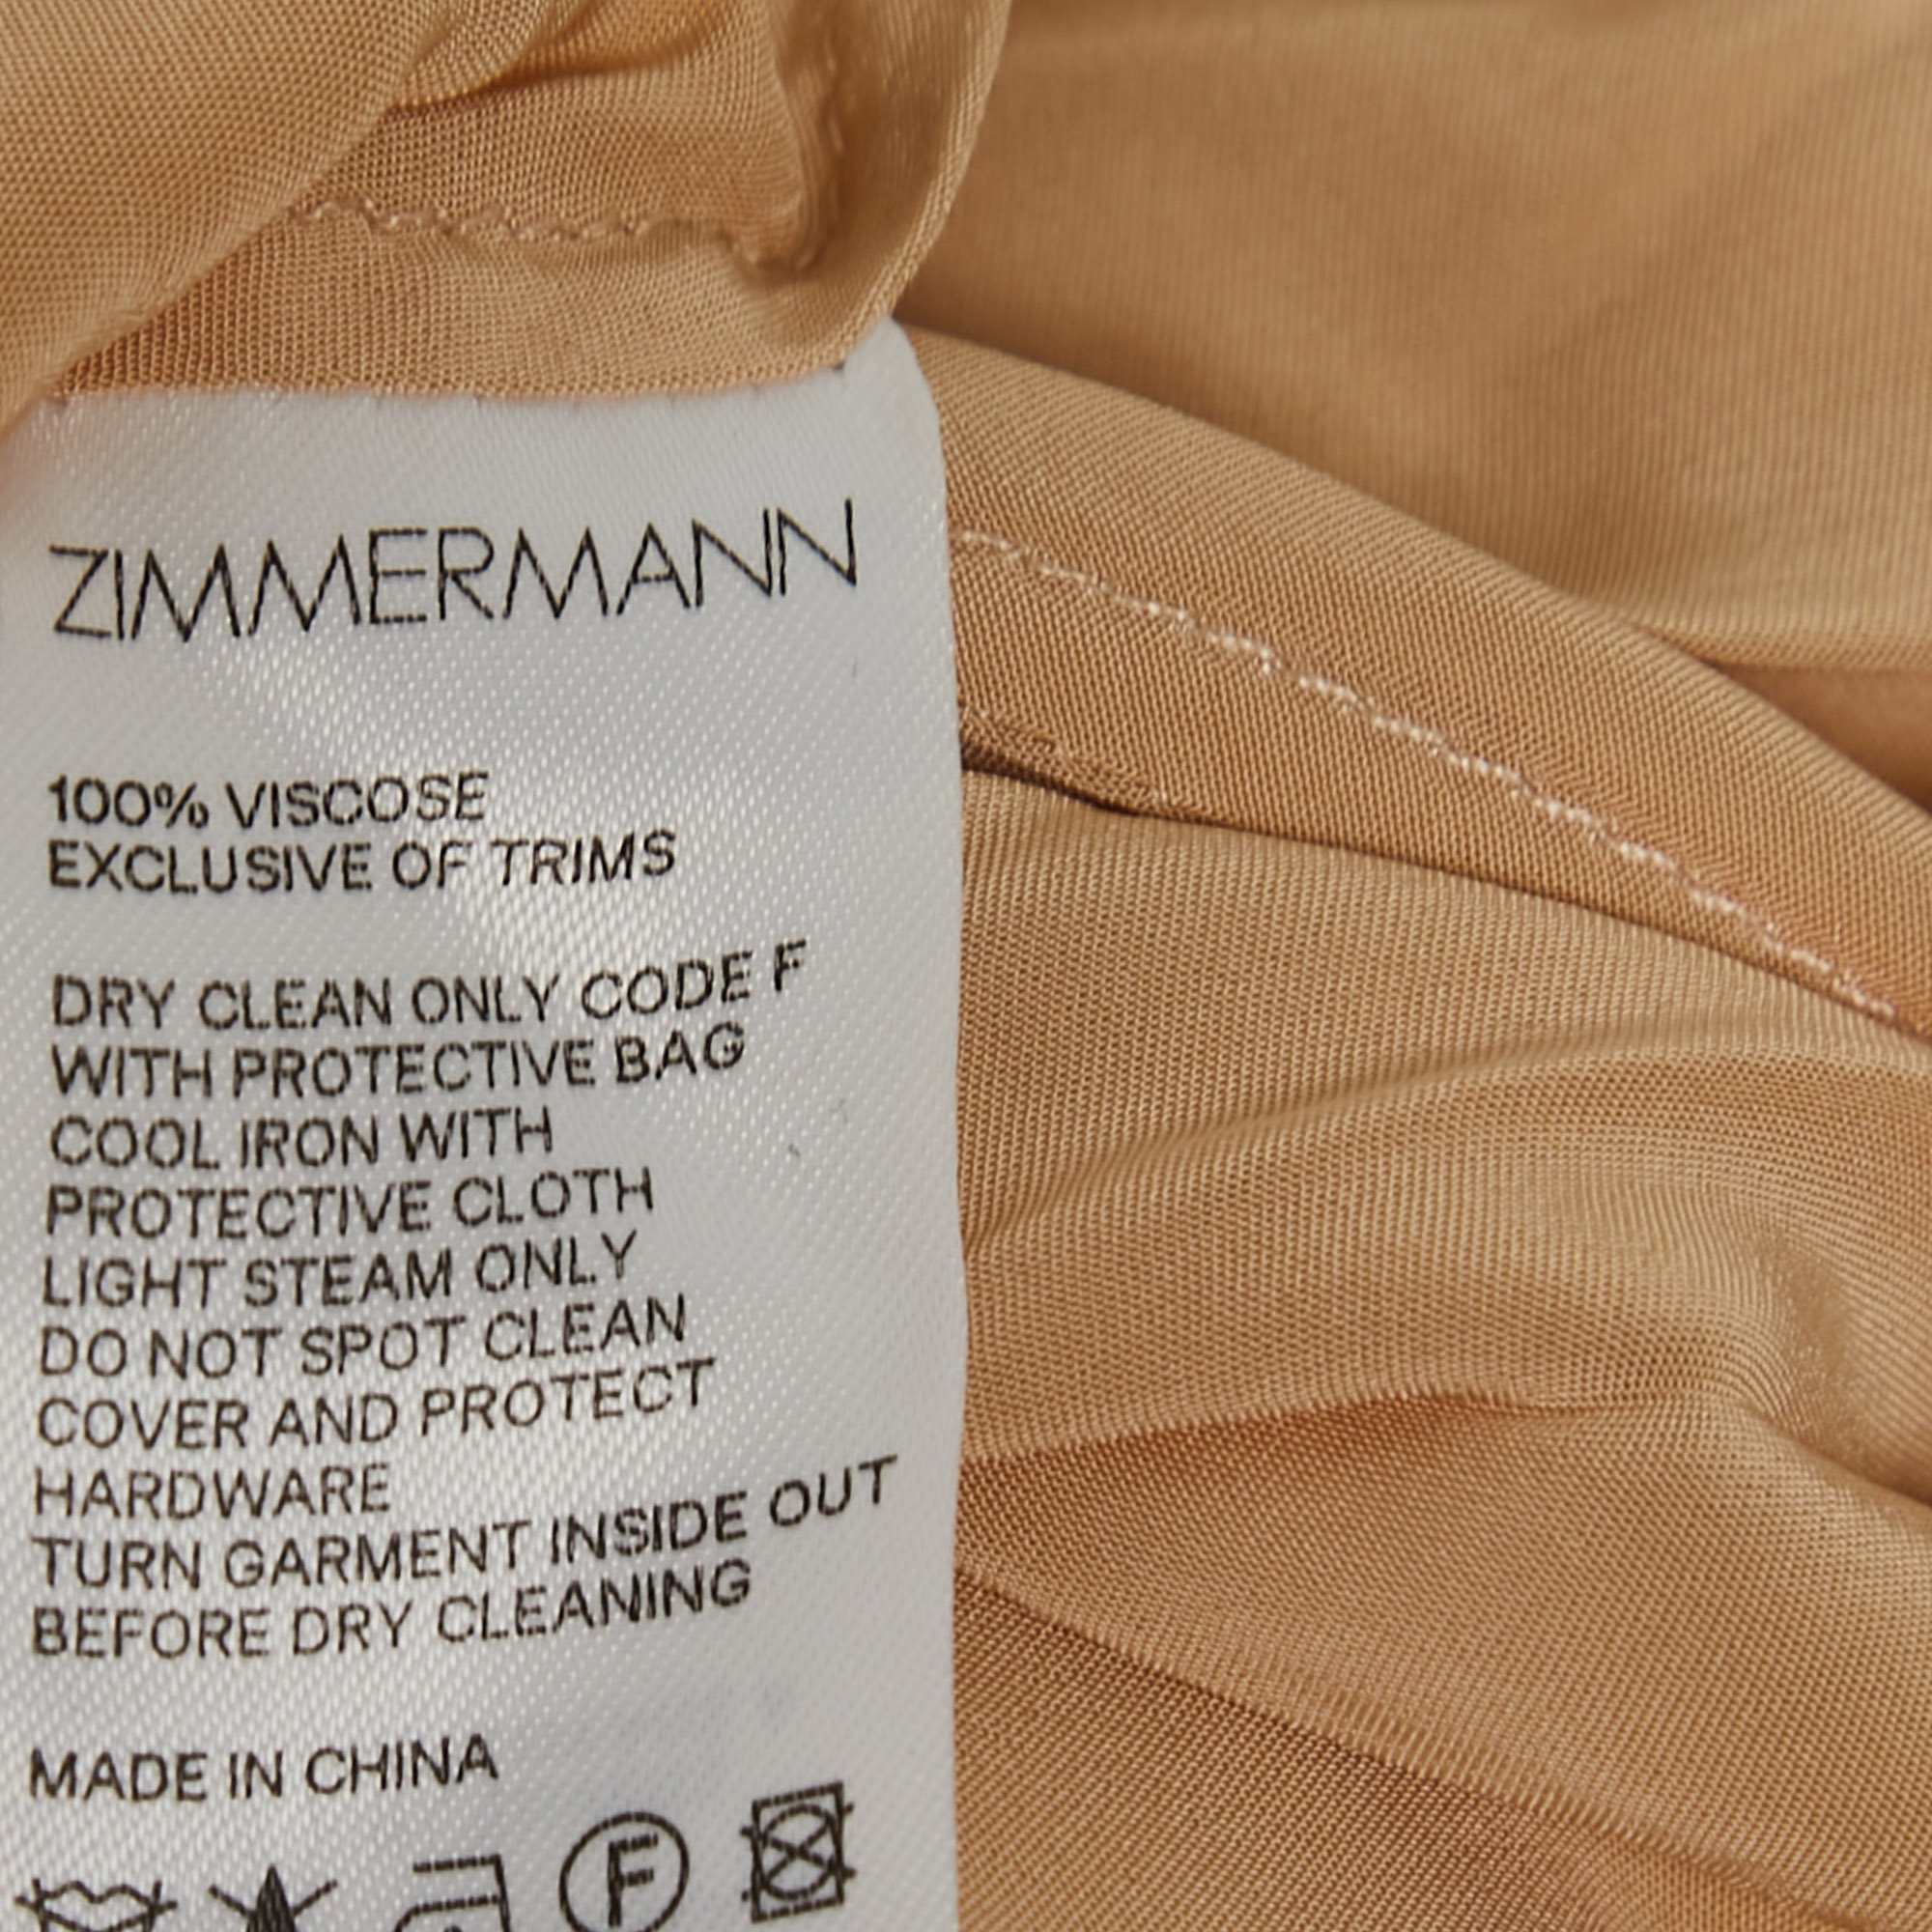 ZIMMERMANN
100% VISCOSE
EXCLUSIVE OF TRIMS
DRY CLEAN ONLY CODE F
WITH PROTECTIVE BAG
COOL IRON WITH
PROTECTIVE CLOTH
LIGHT STEAM ONLY
DO NOT SPOT CLEAN
COVER AND PROTECT
HARDWARE
TURN GARMENT INSIDE OUT
BEFORE DRY CLEANING
MADE IN CHINA
F